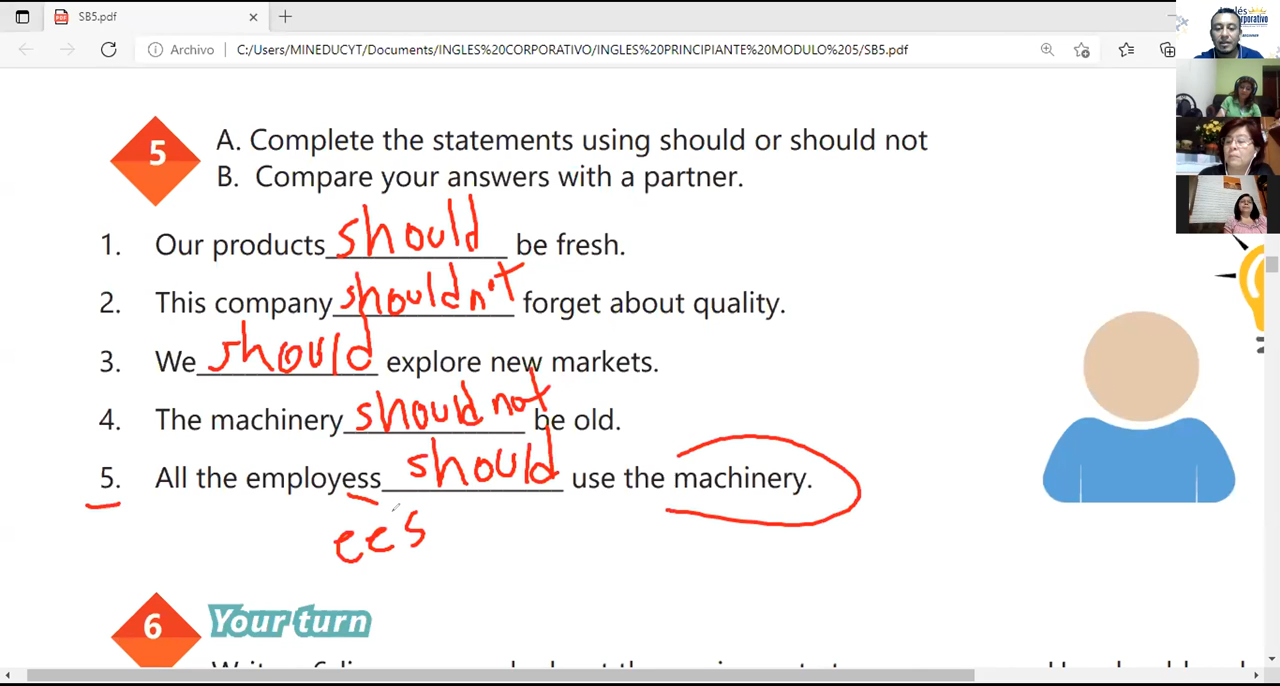 SB5.pdf
Archivo C:/Users/MINEDUCYT/Documents/INGLES%20CORPORATIVO/INGLES%20PRINCIPIANTE%20MODULO%205/SB5.pdf
5 A. Complete the statements using should or should not
B. Compare your answers with a partner.
1. Our products should be fresh.
2. This company shouldn't forget about quality.
3. We should explore new markets.
4. The machinery should not be old.
5. All the employess should use the machinery.
ees
6 Your turn